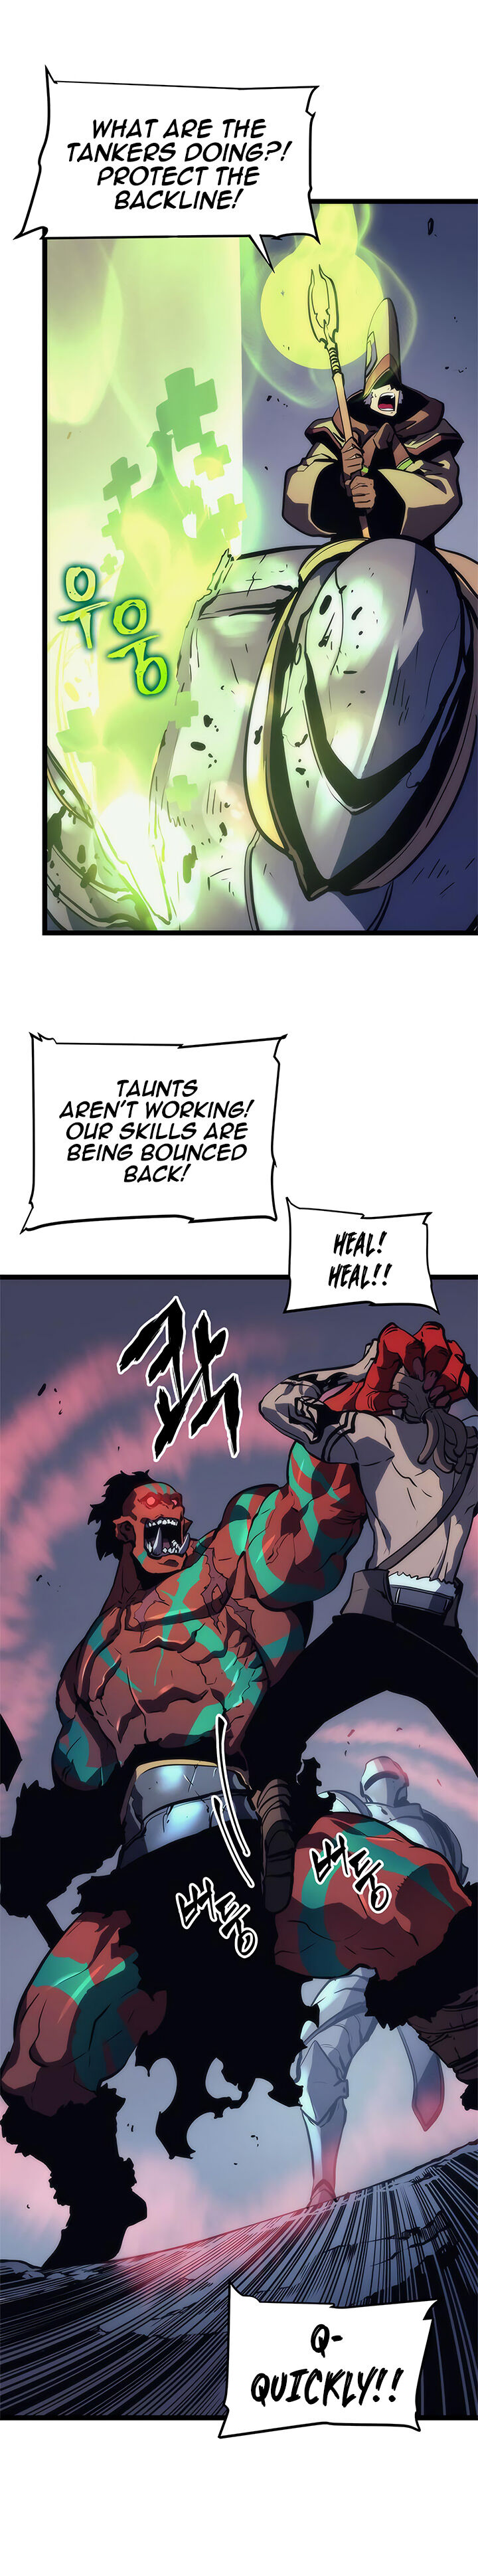 WHAT ARE THE
TANKERS DOING?!
PROTECT THE
BACKLINE!
우웅
TAUNTS
AREN'T WORKING!
OUR SKILLS ARE
BEING BOUNCED
BACK!
HEAL!
HEAL!!
콱
버둥
버둥
Q-
QUICKLY!!